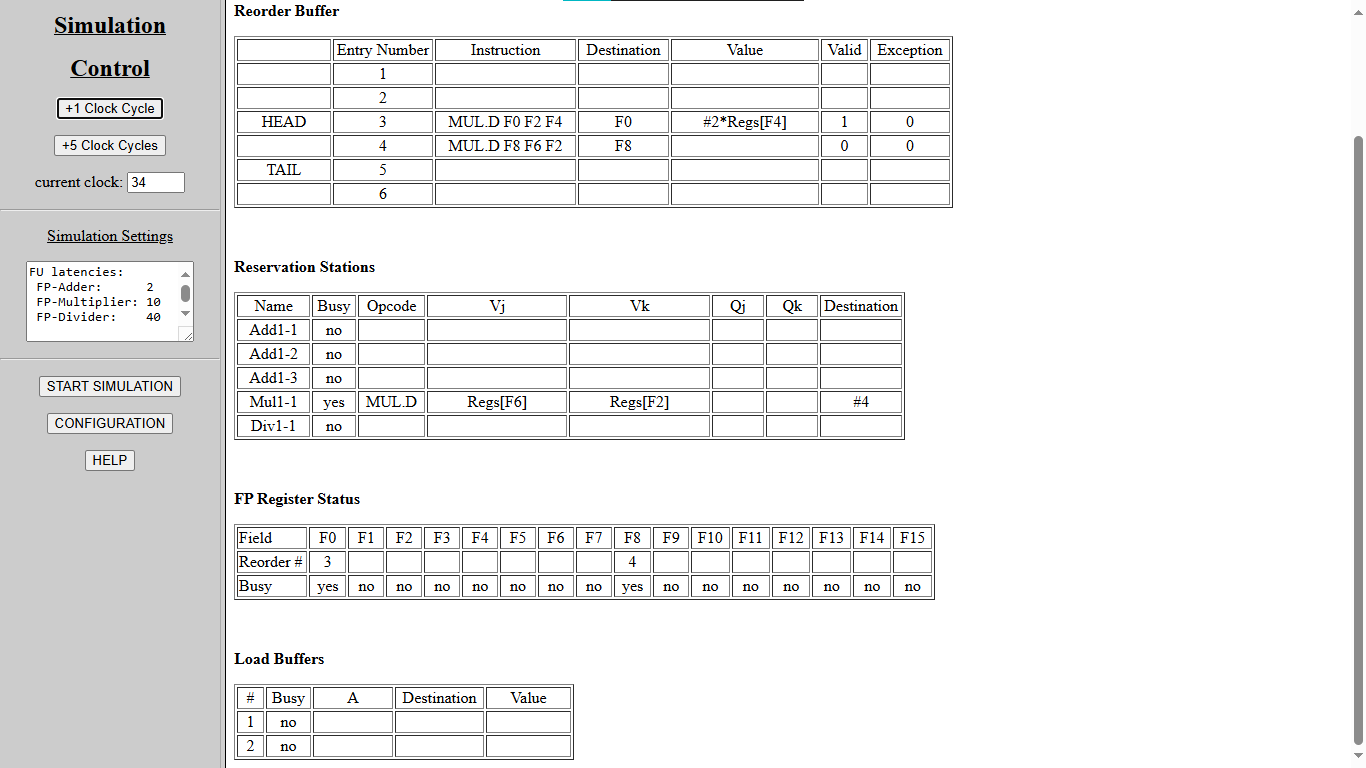 Simulation
Control
+1 Clock Cycle
+5 Clock Cycles
current clock: 34
Simulation Settings
FU latencies:
FP-Adder: 2
FP-Multiplier: 10
FP-Divider: 40
START SIMULATION
CONFIGURATION
HELP
Reorder Buffer
Entry Number Instruction Destination Value Valid Exception
1
2
HEAD 3 MUL.D F0 F2 F4 F0 #2*Regs[F4] 1 0
4 MUL.D F8 F6 F2 F8 0 0
TAIL 5
6
Reservation Stations
Name Busy Opcode Vj Vk Qj Qk Destination
Add1-1 no
Add1-2 no
Add1-3 no
Mul1-1 yes MUL.D Regs[F6] Regs[F2] #4
Div1-1 no
FP Register Status
Field F0 F1 F2 F3 F4 F5 F6 F7 F8 F9 F10 F11 F12 F13 F14 F15
Reorder # 3 4
Busy yes no no no no no no no yes no no no no no no no
Load Buffers
# Busy A Destination Value
1 no
2 no